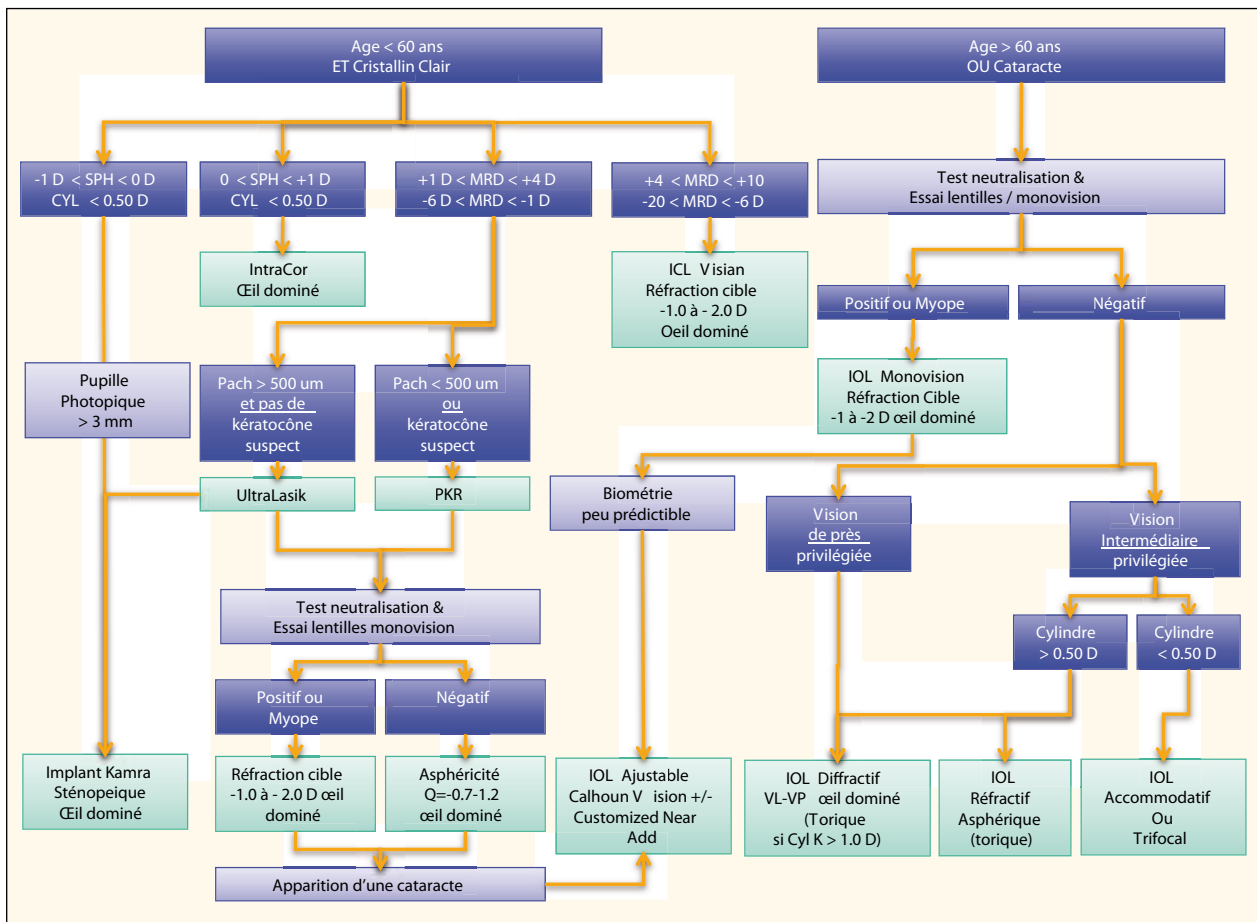 Age < 60 ans
ET Cristallin Clair
Age > 60 ans
OU Cataracte
-1 D < SPH < 0 D
CYL < 0.50 D
0 < SPH < +1 D
CYL < 0.50 D
+1 D < MRD < +4 D
-6 D < MRD < -1 D
+4 < MRD < +10
-20 < MRD < -6 D
Test neutralisation &
Essai lentilles / monovision
IntraCor
Œil dominé
ICL Visian
Réfraction cible
-1.0 à - 2.0 D
Oeil dominé
Positif ou Myope
Négatif
Pupille
Photopique
> 3 mm
Pach > 500 um
et pas de
kératocône
suspect
Pach < 500 um
ou
kératocône
suspect
IOL Monovision
Réfraction Cible
-1 à -2 D œil dominé
UltraLasik
PKR
Biométrie
peu prédictible
Vision
de près
privilégiée
Vision
Intermédiaire
privilégiée
Test neutralisation &
Essai lentilles monovision
Cylindre
> 0.50 D
Cylindre
< 0.50 D
Positif ou
Myope
Négatif
Implant Kamra
Sténopeique
Œil dominé
Réfraction cible
-1.0 à - 2.0 D œil
dominé
Asphéricité
Q=-0.7-1.2
œil dominé
IOL Ajustable
Calhoun V ision +/-
Customized Near
Add
IOL Diffractif
VL-VP œil dominé
(Torique
si Cyl K > 1.0 D)
IOL
Réfractif
Asphérique
(torique)
IOL
Accommodatif
Ou
Trifocal
Apparition d'une cataracte